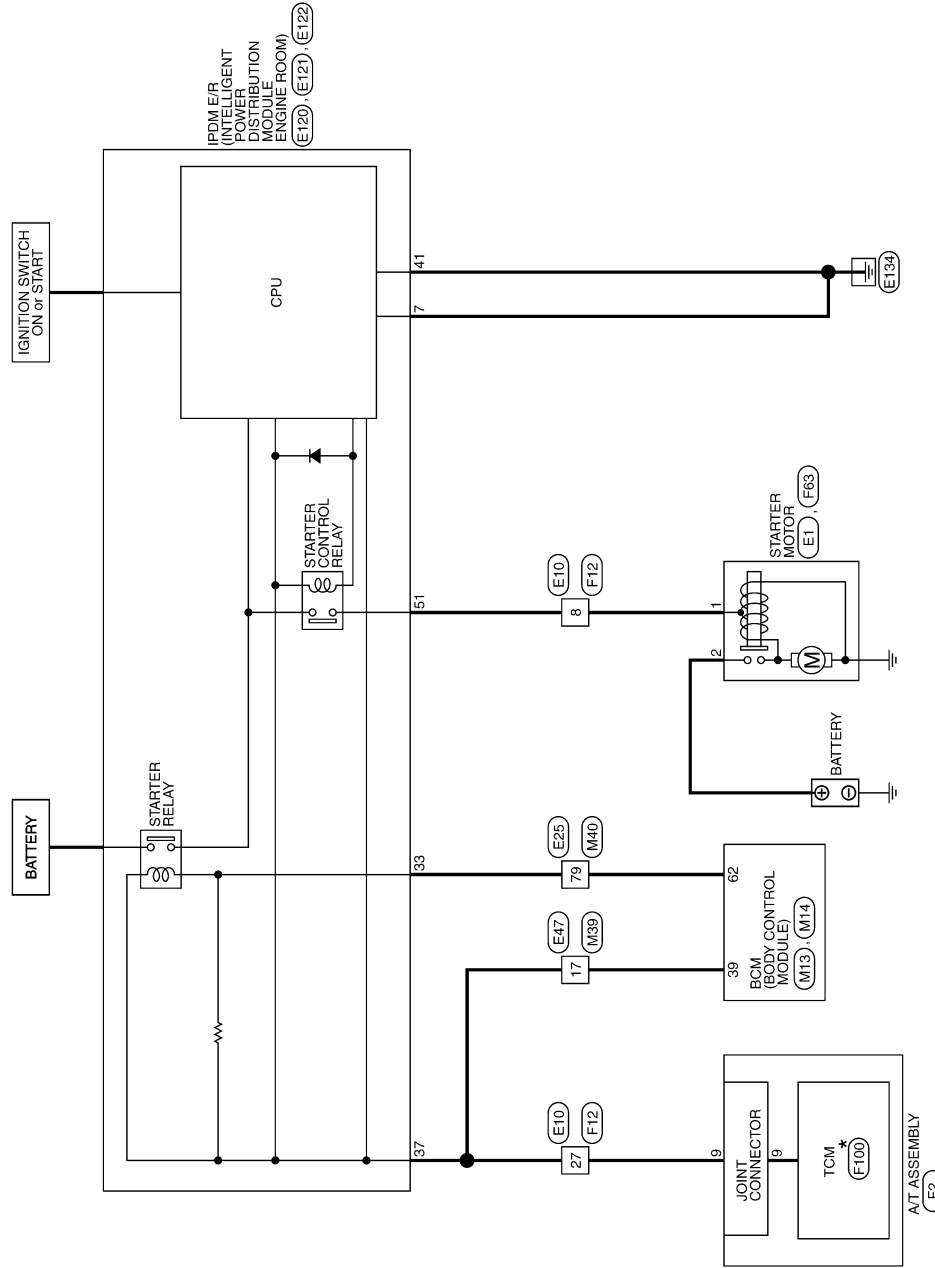 BATTERY
IGNITION SWITCH
ON or START
STARTER
RELAY
IPDM E/R
(INTELLIGENT
POWER
DISTRIBUTION
MODULE
ENGINE ROOM)
E120 , E121 , E122
CPU
STARTER
CONTROL
RELAY
37
33
51
7
41
E10
27
F12
E47
17
M39
E25
79
M40
E10
8
F12
9
JOINT
CONNECTOR
9
TCM
*
F100
A/T ASSEMBLY
39
62
BCM
(BODY CONTROL
MODULE)
M13 , M14
BATTERY
2
1
M
STARTER
MOTOR
E1 , F63
E134